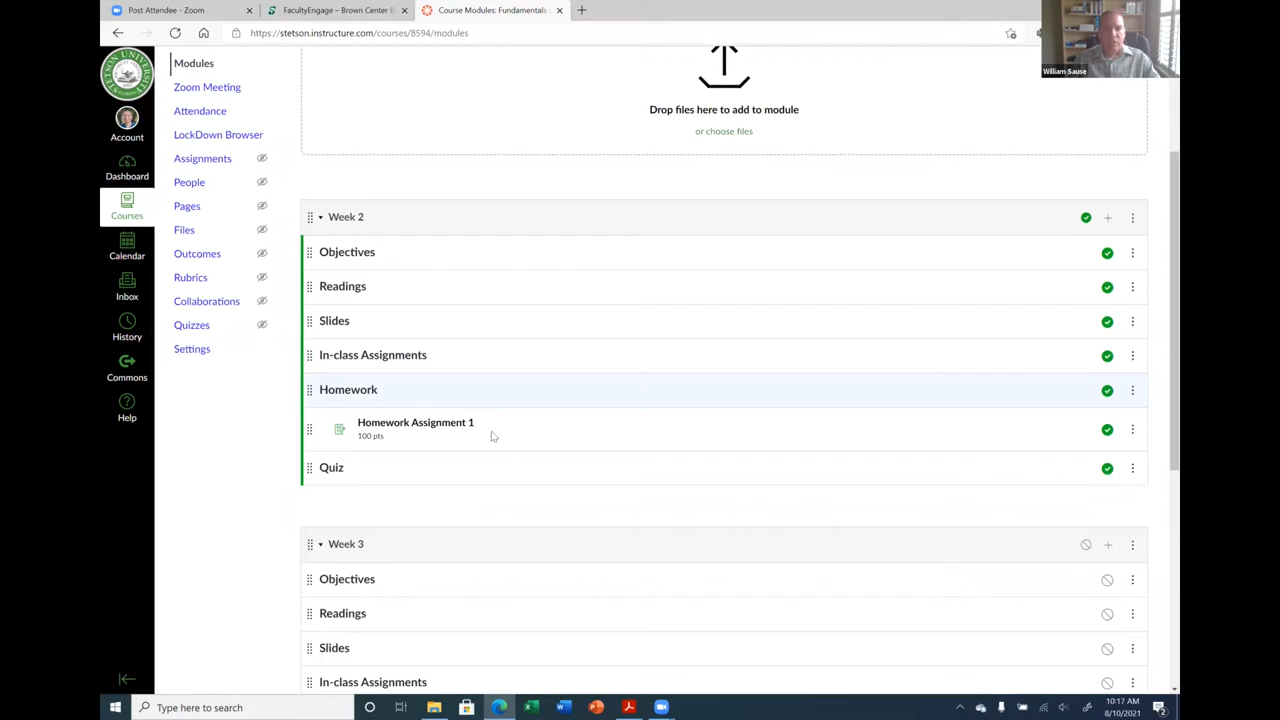 Post Attendee - Zoom
FacultyEngage – Brown Center
Course Modules: Fundamentals
https://stetson.instructure.com/courses/8594/modules
William Sause
STETSON UNIVERSITY
Account
Dashboard
Courses
Calendar
Inbox
History
Commons
Help
Modules
Zoom Meeting
Attendance
LockDown Browser
Assignments
People
Pages
Files
Outcomes
Rubrics
Collaborations
Quizzes
Settings
Drop files here to add to module
or choose files
Week 2
Objectives
Readings
Slides
In-class Assignments
Homework
Homework Assignment 1
100 pts
Quiz
Week 3
Objectives
Readings
Slides
In-class Assignments
Type here to search
10:17 AM
8/10/2021
2